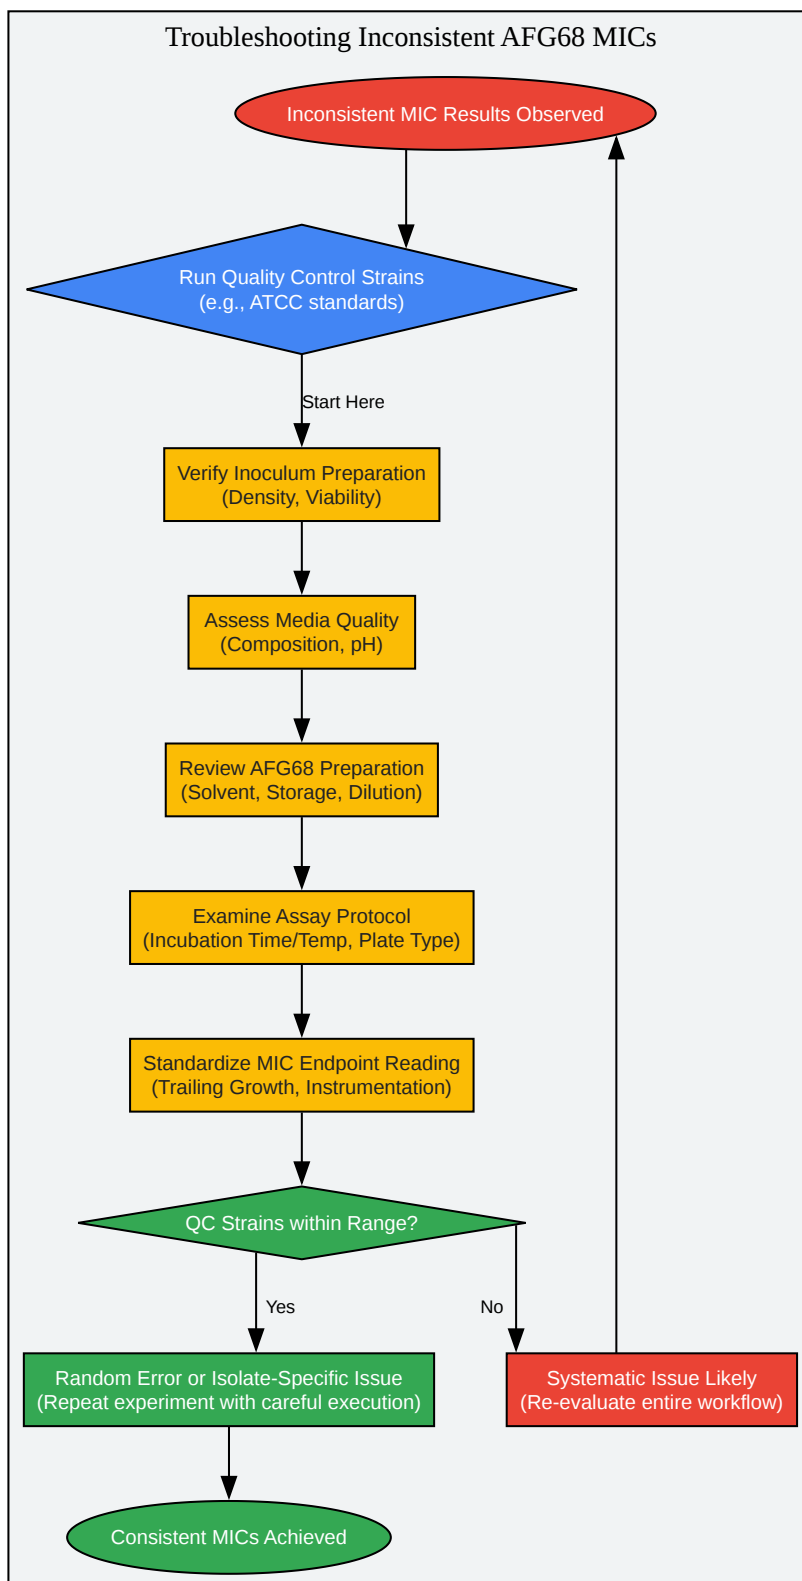 Troubleshooting Inconsistent AFG68 MICs
Inconsistent MIC Results Observed
Run Quality Control Strains
(e.g., ATCC standards)
Start Here
Verify Inoculum Preparation
(Density, Viability)
Assess Media Quality
(Composition, pH)
Review AFG68 Preparation
(Solvent, Storage, Dilution)
Examine Assay Protocol
(Incubation Time/Temp, Plate Type)
Standardize MIC Endpoint Reading
(Trailing Growth, Instrumentation)
QC Strains within Range?
Yes
No
Random Error or Isolate-Specific Issue
(Repeat experiment with careful execution)
Systematic Issue Likely
(Re-evaluate entire workflow)
Consistent MICs Achieved